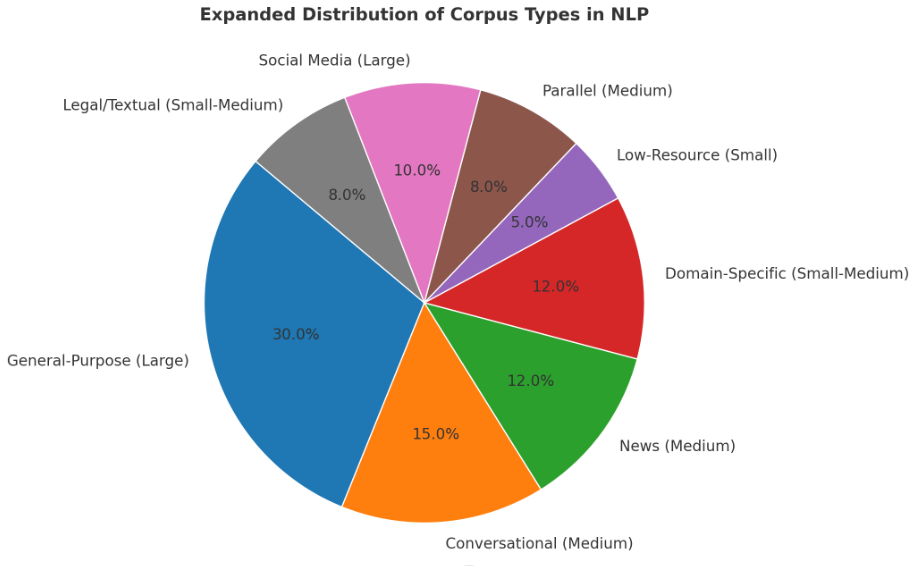 Expanded Distribution of Corpus Types in NLP
Social Media (Large)
Parallel (Medium)
Legal/Textual (Small-Medium)
Low-Resource (Small)
10.0%
8.0%
8.0%
5.0%
Domain-Specific (Small-Medium)
12.0%
30.0%
General-Purpose (Large)
12.0%
15.0%
News (Medium)
Conversational (Medium)